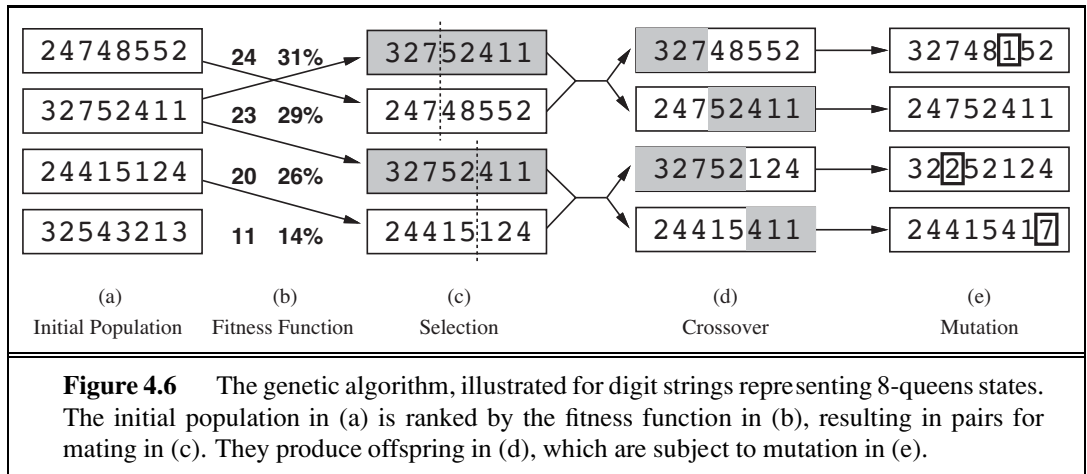 24748552 24 31% 32752411 32748552 32748152
32752411 23 29% 24748552 24752411 24752411
24415124 20 26% 32752411 32752124 32252124
32543213 11 14% 24415124 24415411 24415417
(a) (b) (c) (d) (e)
Initial Population Fitness Function Selection Crossover Mutation
Figure 4.6 The genetic algorithm, illustrated for digit strings representing 8-queens states.
The initial population in (a) is ranked by the fitness function in (b), resulting in pairs for
mating in (c). They produce offspring in (d), which are subject to mutation in (e).